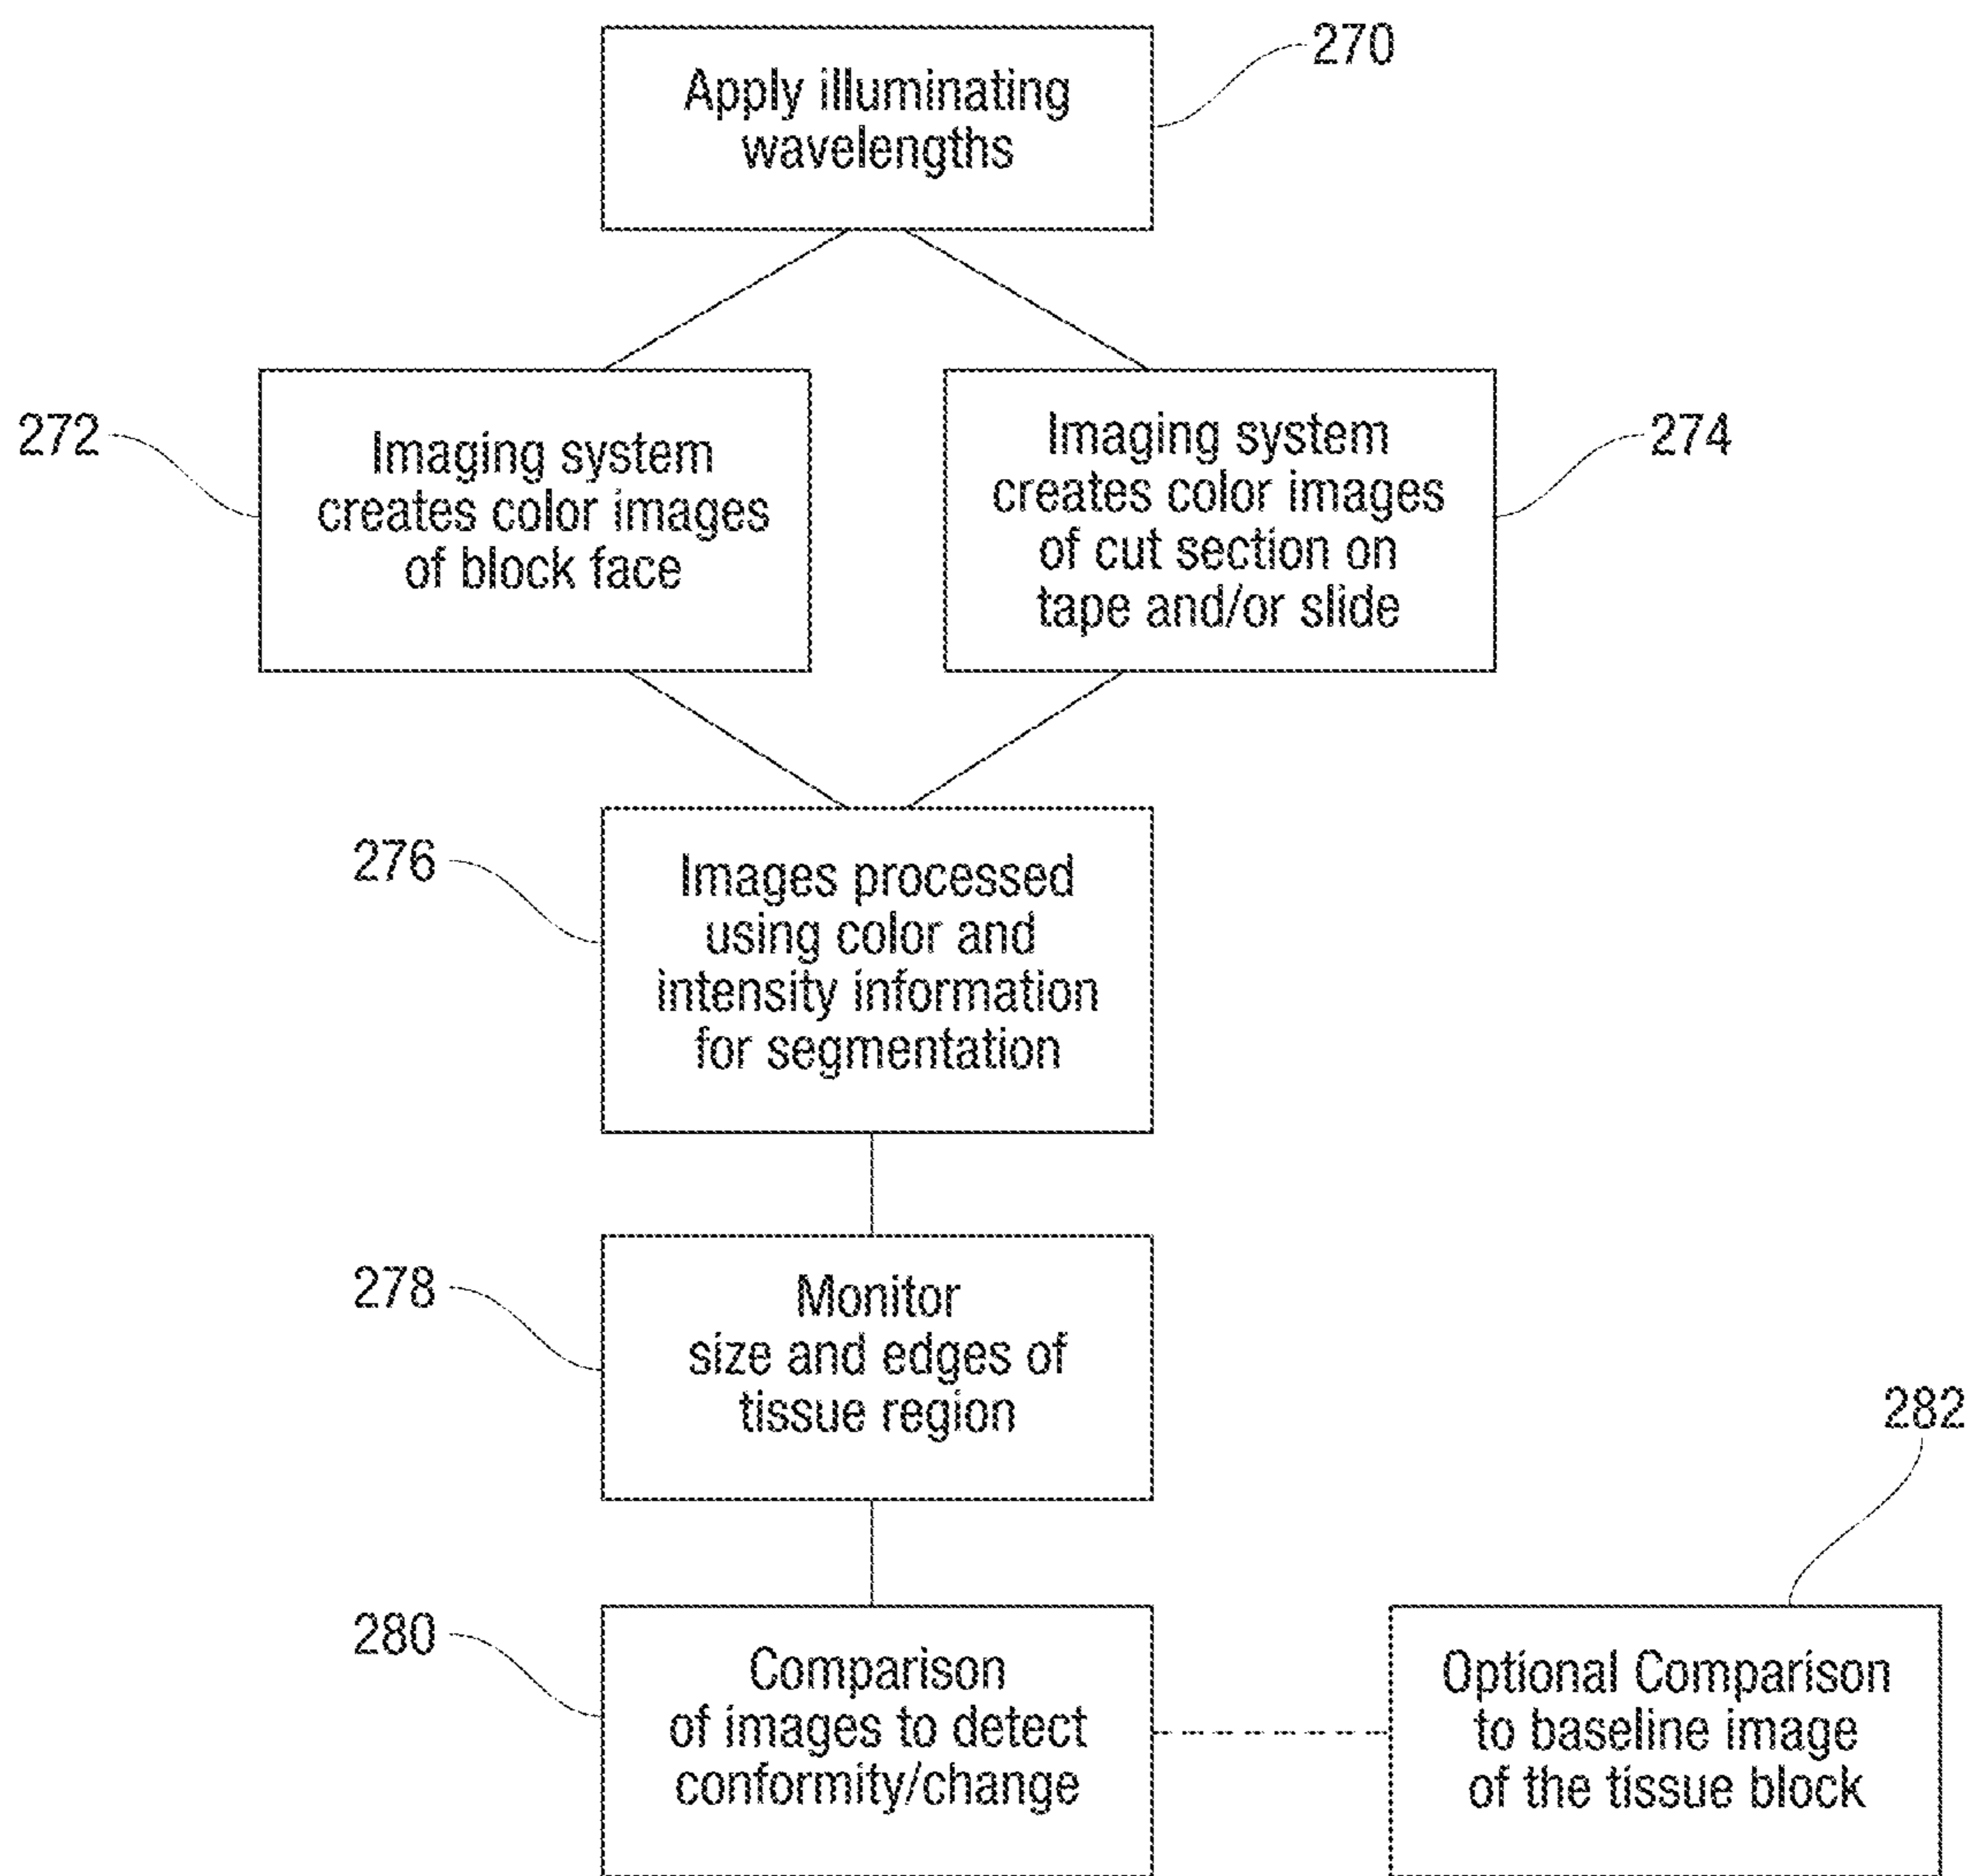 270
Apply illuminating
wavelengths
272
Imaging system
creates color images
of block face
274
Imaging system
creates color images
of cut section on
tape and/or slide
276
Images processed
using color and
intensity information
for segmentation
278
Monitor
size and edges of
tissue region
280
Comparison
of images to detect
conformity/change
282
Optional Comparison
to baseline image
of the tissue block